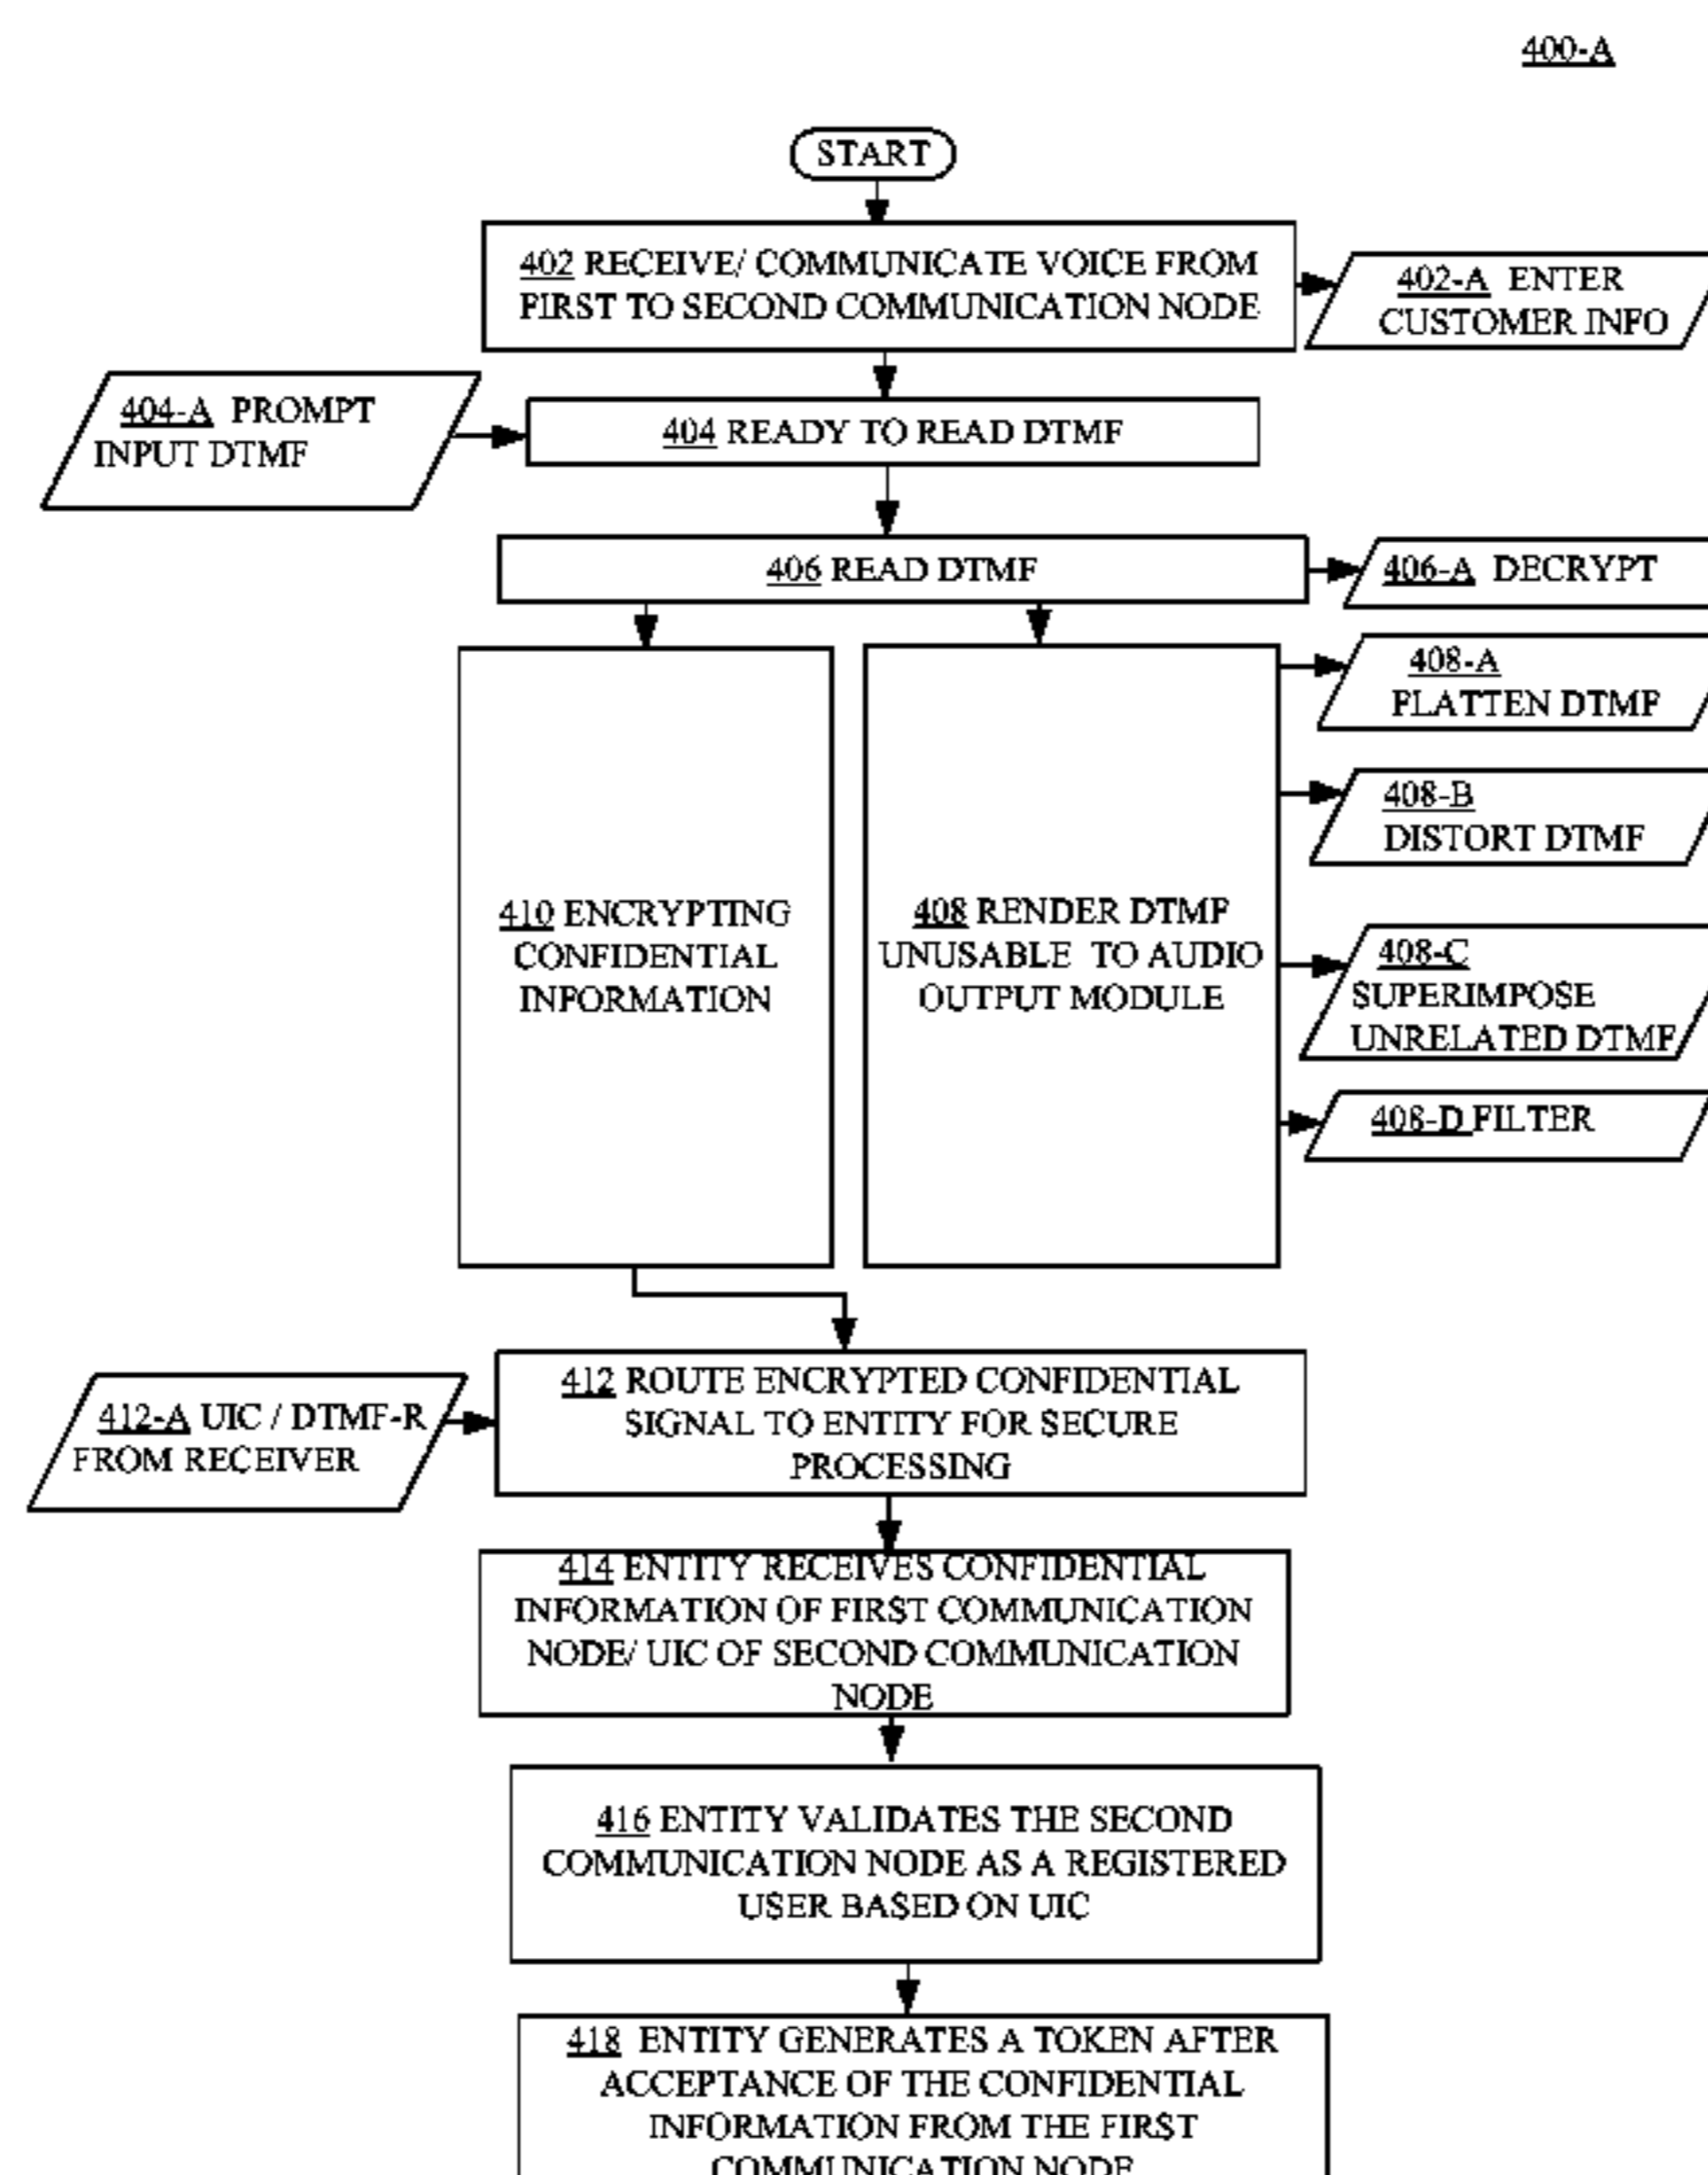 400-A
START
402 RECEIVE/ COMMUNICATE VOICE FROM
FIRST TO SECOND COMMUNICATION NODE
402-A ENTER
CUSTOMER INFO
404-A PROMPT
INPUT DTMF
404 READY TO READ DTMF
406 READ DTMF
406-A DECRYPT
408-A
FLATTEN DTMF
408-B
DISTORT DTMF
410 ENCRYPTING
CONFIDENTIAL
INFORMATION
408 RENDER DTMF
UNUSABLE TO AUDIO
OUTPUT MODULE
408-C
SUPERIMPOSE
UNRELATED DTMF
408-D FILTER
412 ROUTE ENCRYPTED CONFIDENTIAL
SIGNAL TO ENTITY FOR SECURE
PROCESSING
412-A UIC / DTMF-R
FROM RECEIVER
414 ENTITY RECEIVES CONFIDENTIAL
INFORMATION OF FIRST COMMUNICATION
NODE/ UIC OF SECOND COMMUNICATION
NODE
416 ENTITY VALIDATES THE SECOND
COMMUNICATION NODE AS A REGISTERED
USER BASED ON UIC
418 ENTITY GENERATES A TOKEN AFTER
ACCEPTANCE OF THE CONFIDENTIAL
INFORMATION FROM THE FIRST
COMMUNICATION NODE